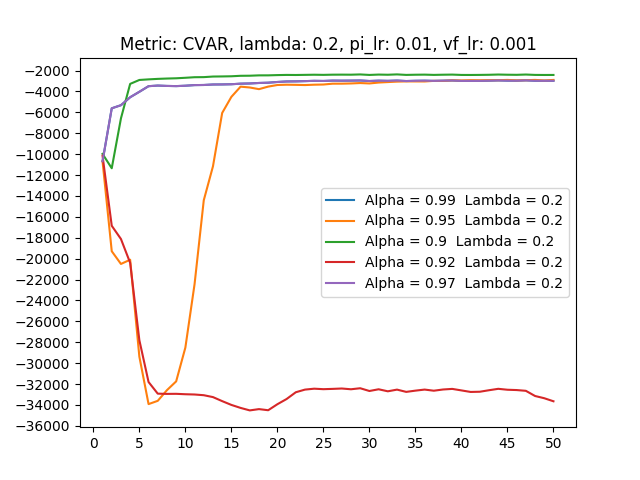 Metric: CVAR, lambda: 0.2, pi_lr: 0.01, vf_lr: 0.001
−2000
−4000
−6000
−8000
−10000
−12000
−14000
−16000
−18000
−20000
−22000
−24000
−26000
−28000
−30000
−32000
−34000
−36000
Alpha = 0.99 Lambda = 0.2
Alpha = 0.95 Lambda = 0.2
Alpha = 0.9 Lambda = 0.2
Alpha = 0.92 Lambda = 0.2
Alpha = 0.97 Lambda = 0.2
0 5 10 15 20 25 30 35 40 45 50